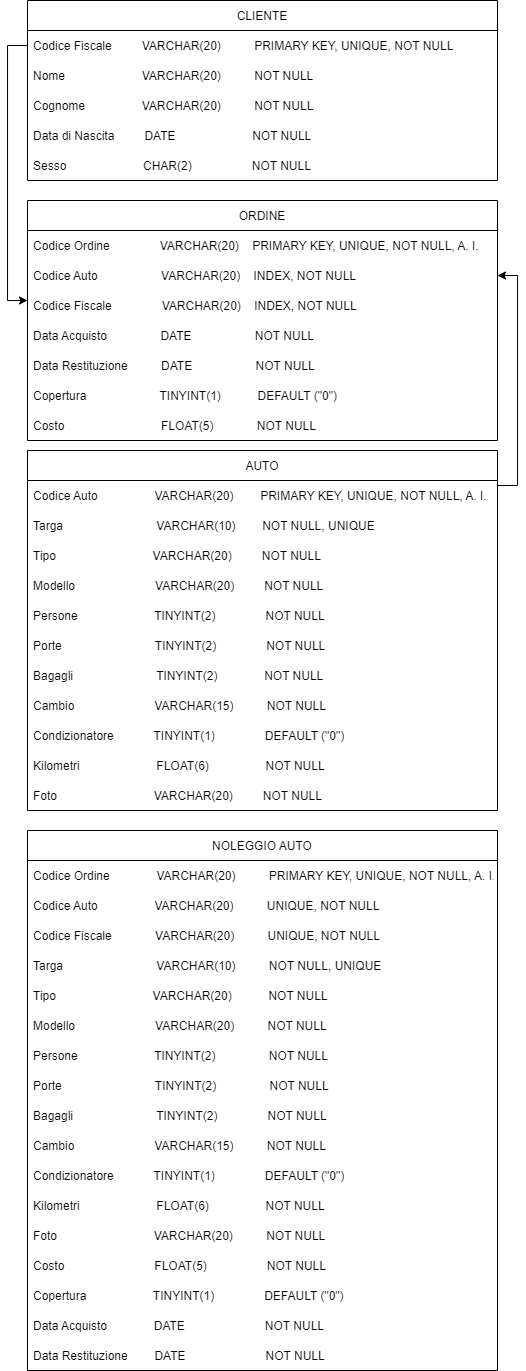 CLIENTE
Codice Fiscale VARCHAR(20) PRIMARY KEY, UNIQUE, NOT NULL
Nome VARCHAR(20) NOT NULL
Cognome VARCHAR(20) NOT NULL
Data di Nascita DATE NOT NULL
Sesso CHAR(2) NOT NULL
ORDINE
Codice Ordine VARCHAR(20) PRIMARY KEY, UNIQUE, NOT NULL, A. I.
Codice Auto VARCHAR(20) INDEX, NOT NULL
Codice Fiscale VARCHAR(20) INDEX, NOT NULL
Data Acquisto DATE NOT NULL
Data Restituzione DATE NOT NULL
Copertura TINYINT(1) DEFAULT ("0")
Costo FLOAT(5) NOT NULL
AUTO
Codice Auto VARCHAR(20) PRIMARY KEY, UNIQUE, NOT NULL, A. I.
Targa VARCHAR(10) NOT NULL, UNIQUE
Tipo VARCHAR(20) NOT NULL
Modello VARCHAR(20) NOT NULL
Persone TINYINT(2) NOT NULL
Porte TINYINT(2) NOT NULL
Bagagli TINYINT(2) NOT NULL
Cambio VARCHAR(15) NOT NULL
Condizionatore TINYINT(1) DEFAULT ("0")
Kilometri FLOAT(6) NOT NULL
Foto VARCHAR(20) NOT NULL
NOLEGGIO AUTO
Codice Ordine VARCHAR(20) PRIMARY KEY, UNIQUE, NOT NULL, A. I.
Codice Auto VARCHAR(20) UNIQUE, NOT NULL
Codice Fiscale VARCHAR(20) UNIQUE, NOT NULL
Targa VARCHAR(10) NOT NULL, UNIQUE
Tipo VARCHAR(20) NOT NULL
Modello VARCHAR(20) NOT NULL
Persone TINYINT(2) NOT NULL
Porte TINYINT(2) NOT NULL
Bagagli TINYINT(2) NOT NULL
Cambio VARCHAR(15) NOT NULL
Condizionatore TINYINT(1) DEFAULT ("0")
Kilometri FLOAT(6) NOT NULL
Foto VARCHAR(20) NOT NULL
Costo FLOAT(5) NOT NULL
Copertura TINYINT(1) DEFAULT ("0")
Data Acquisto DATE NOT NULL
Data Restituzione DATE NOT NULL